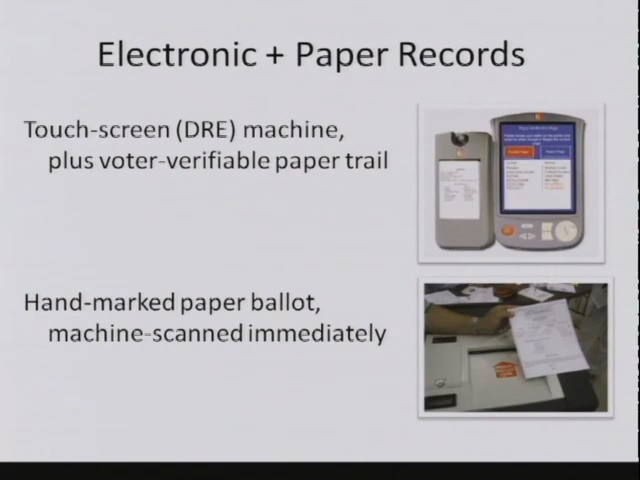 Electronic + Paper Records
Touch-screen (DRE) machine,
plus voter-verifiable paper trail
Hand-marked paper ballot,
machine-scanned immediately